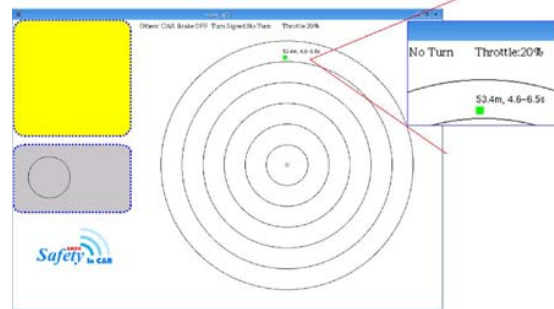 Others' CAR Brake:OFF Turn Signed:No Turn Throttle:20%
53.4m, 4.6~6.5s
No Turn Throttle:20%
53.4m, 4.6~6.5s
Safety In CAR